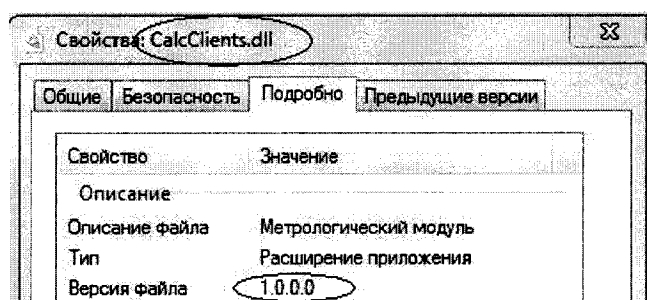 Свойства: CalcClients.dll
Общие Безопасность Подробно Предыдущие версии
Свойство Значение
Описание
Описание файла Метрологический модуль
Тип Расширение приложения
Версия файла 1.0.0.0